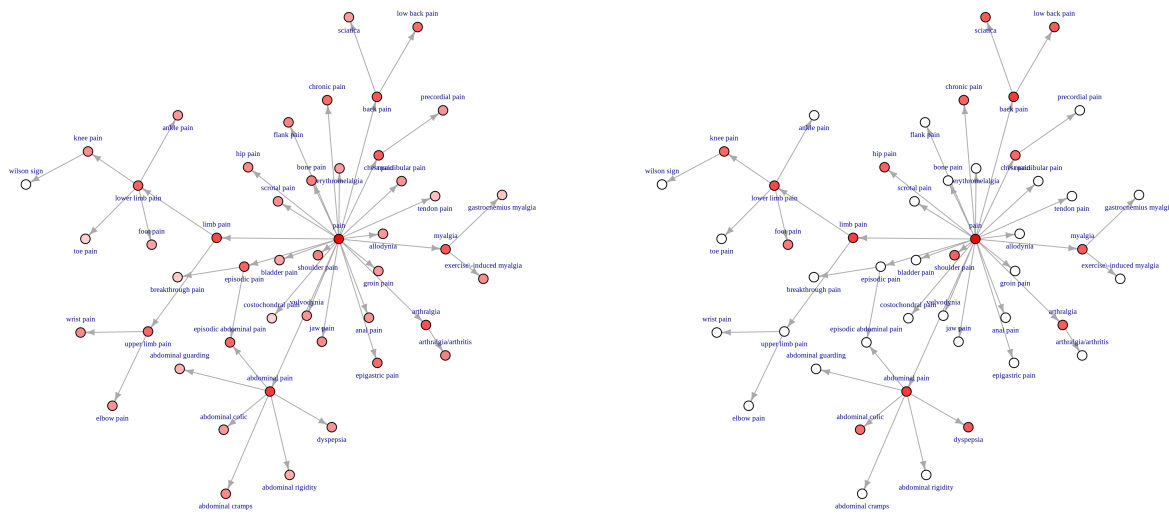 low back pain
sciatica
chronic pain
back pain
precordial pain
ankle pain
flank pain
knee pain
hip pain
bone pain
chest pain
mandibular pain
wilson sign
erythromelalgia
scrotal pain
lower limb pain
gastrocnemius myalgia
tendon pain
limb pain
pain
foot pain
myalgia
toe pain
allodynia
shoulder pain
bladder pain
episodic pain
exercise\-induced myalgia
groin pain
breakthrough pain
costochondral pain
vulvodynia
arthralgia
wrist pain
episodic abdominal pain
anal pain
jaw pain
upper limb pain
arthralgia/arthritis
abdominal guarding
epigastric pain
abdominal pain
elbow pain
abdominal colic
dyspepsia
abdominal rigidity
abdominal cramps
low back pain
sciatica
chronic pain
back pain
precordial pain
ankle pain
flank pain
knee pain
hip pain
bone pain
chest pain
mandibular pain
wilson sign
erythromelalgia
scrotal pain
lower limb pain
gastrocnemius myalgia
tendon pain
limb pain
pain
foot pain
myalgia
toe pain
allodynia
shoulder pain
bladder pain
episodic pain
exercise\-induced myalgia
groin pain
breakthrough pain
costochondral pain
vulvodynia
arthralgia
wrist pain
episodic abdominal pain
anal pain
jaw pain
upper limb pain
arthralgia/arthritis
abdominal guarding
epigastric pain
abdominal pain
elbow pain
abdominal colic
dyspepsia
abdominal rigidity
abdominal cramps